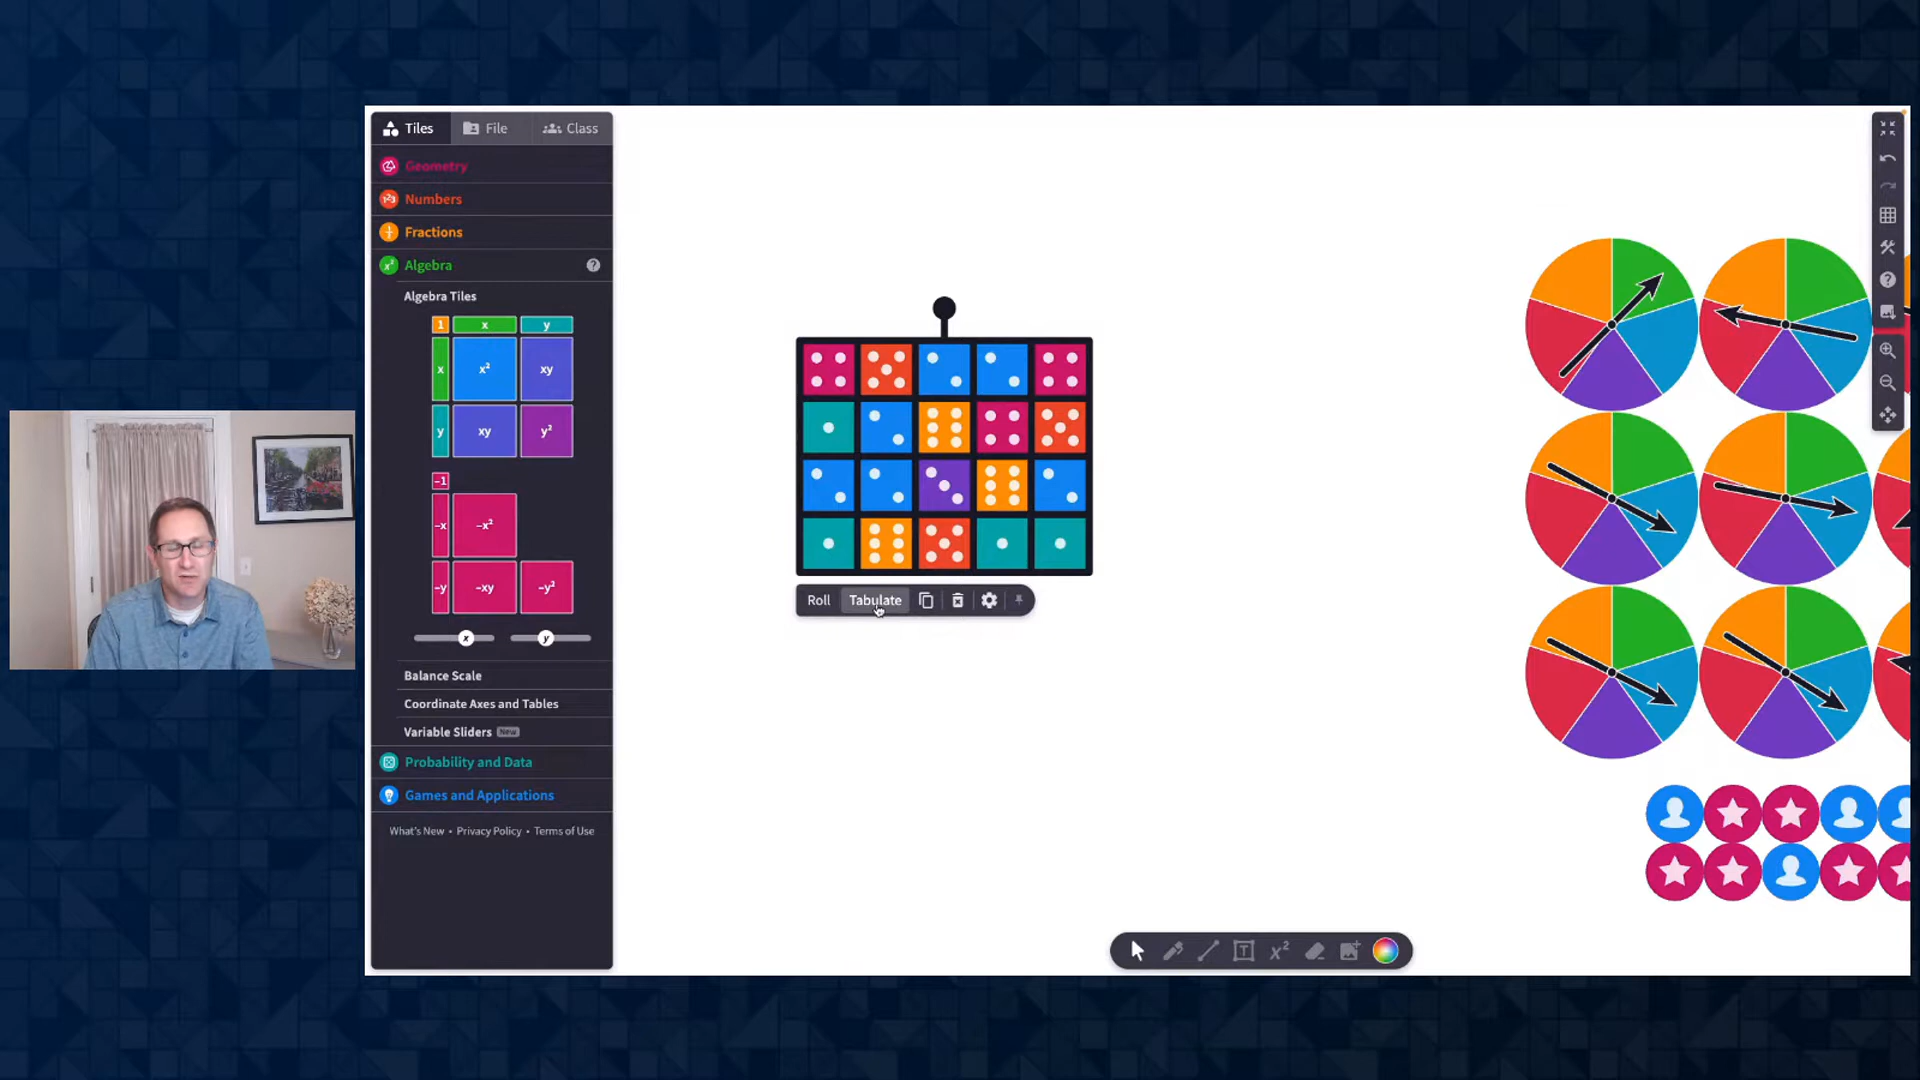 Tiles File Class
Geometry
Numbers
Fractions
Algebra ?
Algebra Tiles
1 x y
x x² xy
y xy y²
−1
−x −x²
−y −xy −y²
x y
Balance Scale
Coordinate Axes and Tables
Variable Sliders New
Probability and Data
Games and Applications
What's New • Privacy Policy • Terms of Use
Roll Tabulate
T x²
?